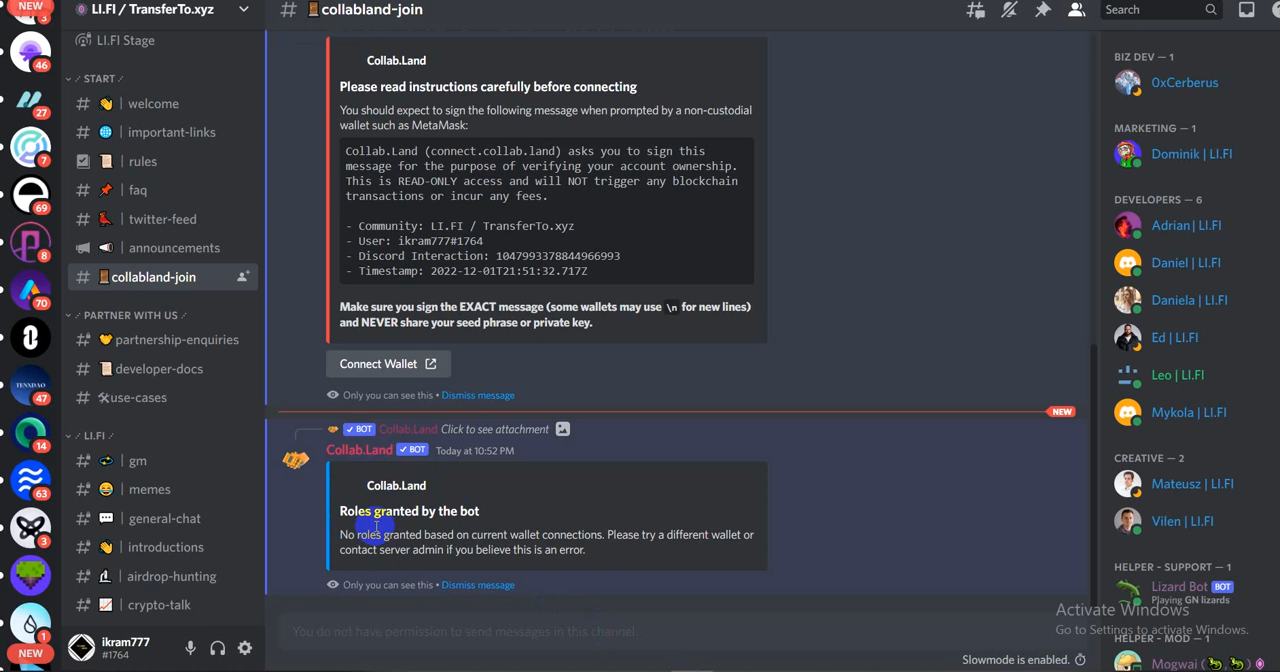 NEW
3
46
27
7
69
8
70
47
14
63
3
1
NEW
LI.FI / TransferTo.xyz
LI.FI Stage
START
# | welcome
# | important-links
| rules
# | faq
# | twitter-feed
| announcements
# collabland-join
PARTNER WITH US
# partnership-enquiries
# developer-docs
# use-cases
LI.FI
# | gm
# | memes
# | general-chat
# | introductions
# | airdrop-hunting
# | crypto-talk
ikram777
#1764
# collabland-join
Search
Collab.Land
Please read instructions carefully before connecting
You should expect to sign the following message when prompted by a non-custodial
wallet such as MetaMask:
Collab.Land (connect.collab.land) asks you to sign this
message for the purpose of verifying your account ownership.
This is READ-ONLY access and will NOT trigger any blockchain
transactions or incur any fees.
- Community: LI.FI / TransferTo.xyz
- User: ikram777#1764
- Discord Interaction: 1047993378844966993
- Timestamp: 2022-12-01T21:51:32.717Z
Make sure you sign the EXACT message (some wallets may use \n for new lines)
and NEVER share your seed phrase or private key.
Connect Wallet
Only you can see this • Dismiss message
NEW
✓ BOT Collab.Land Click to see attachment
Collab.Land ✓ BOT Today at 10:52 PM
Collab.Land
Roles granted by the bot
No roles granted based on current wallet connections. Please try a different wallet or
contact server admin if you believe this is an error.
Only you can see this • Dismiss message
You do not have permission to send messages in this channel.
Slowmode is enabled.
BIZ DEV — 1
0xCerberus
MARKETING — 1
Dominik | LI.FI
DEVELOPERS — 6
Adrian | LI.FI
Daniel | LI.FI
Daniela | LI.FI
Ed | LI.FI
Leo | LI.FI
Mykola | LI.FI
CREATIVE — 2
Mateusz | LI.FI
Vilen | LI.FI
HELPER - SUPPORT — 1
Lizard Bot BOT
Playing GN lizards
HELPER - MOD — 1
Mogwai
Activate Windows
Go to Settings to activate Windows.